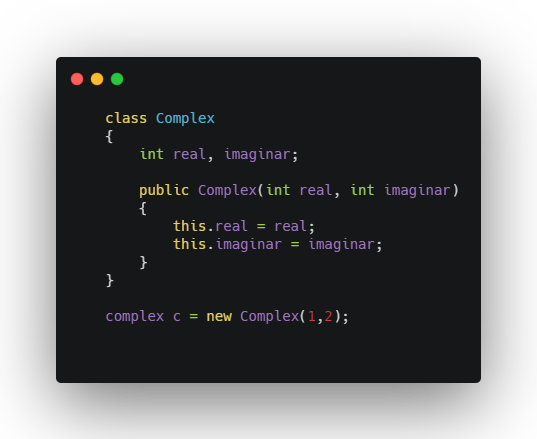 class Complex
{
    int real, imaginar;

    public Complex(int real, int imaginar)
    {
        this.real = real;
        this.imaginar = imaginar;
    }
}

complex c = new Complex(1,2);